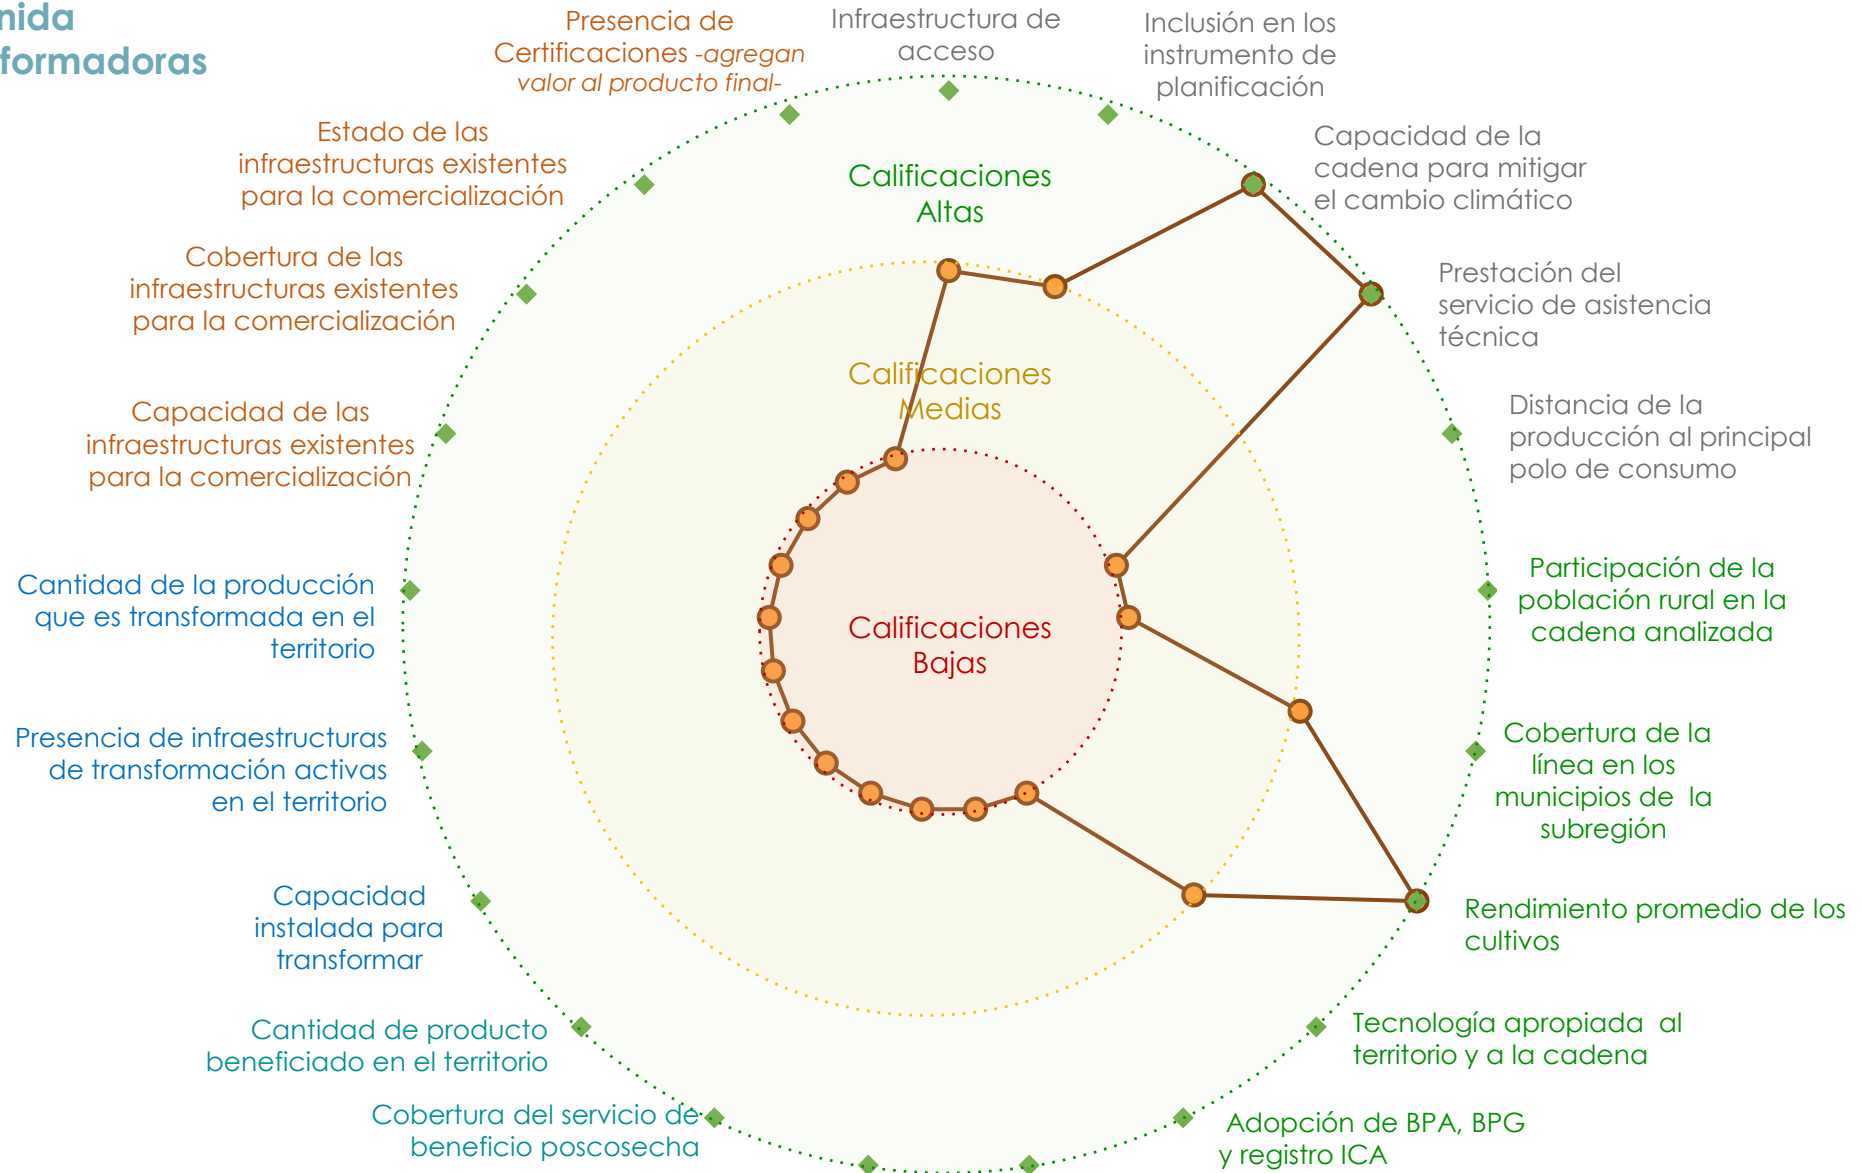 nida
formadoras
Presencia de
Certificaciones -agregan
valor al producto final-
Infraestructura de
acceso
Inclusión en los
instrumento de
planificación
Capacidad de la
cadena para mitigar
el cambio climático
Prestación del
servicio de asistencia
técnica
Distancia de la
producción al principal
polo de consumo
Participación de la
población rural en la
cadena analizada
Cobertura de la
línea en los
municipios de la
subregión
Rendimiento promedio de los
cultivos
Tecnología apropiada al
territorio y a la cadena
Adopción de BPA, BPG
y registro ICA
Cobertura del servicio de
beneficio poscosecha
Cantidad de producto
beneficiado en el territorio
Capacidad
instalada para
transformar
Presencia de infraestructuras
de transformación activas
en el territorio
Cantidad de la producción
que es transformada en el
territorio
Capacidad de las
infraestructuras existentes
para la comercialización
Cobertura de las
infraestructuras existentes
para la comercialización
Estado de las
infraestructuras existentes
para la comercialización
Calificaciones
Altas
Calificaciones
Medias
Calificaciones
Bajas